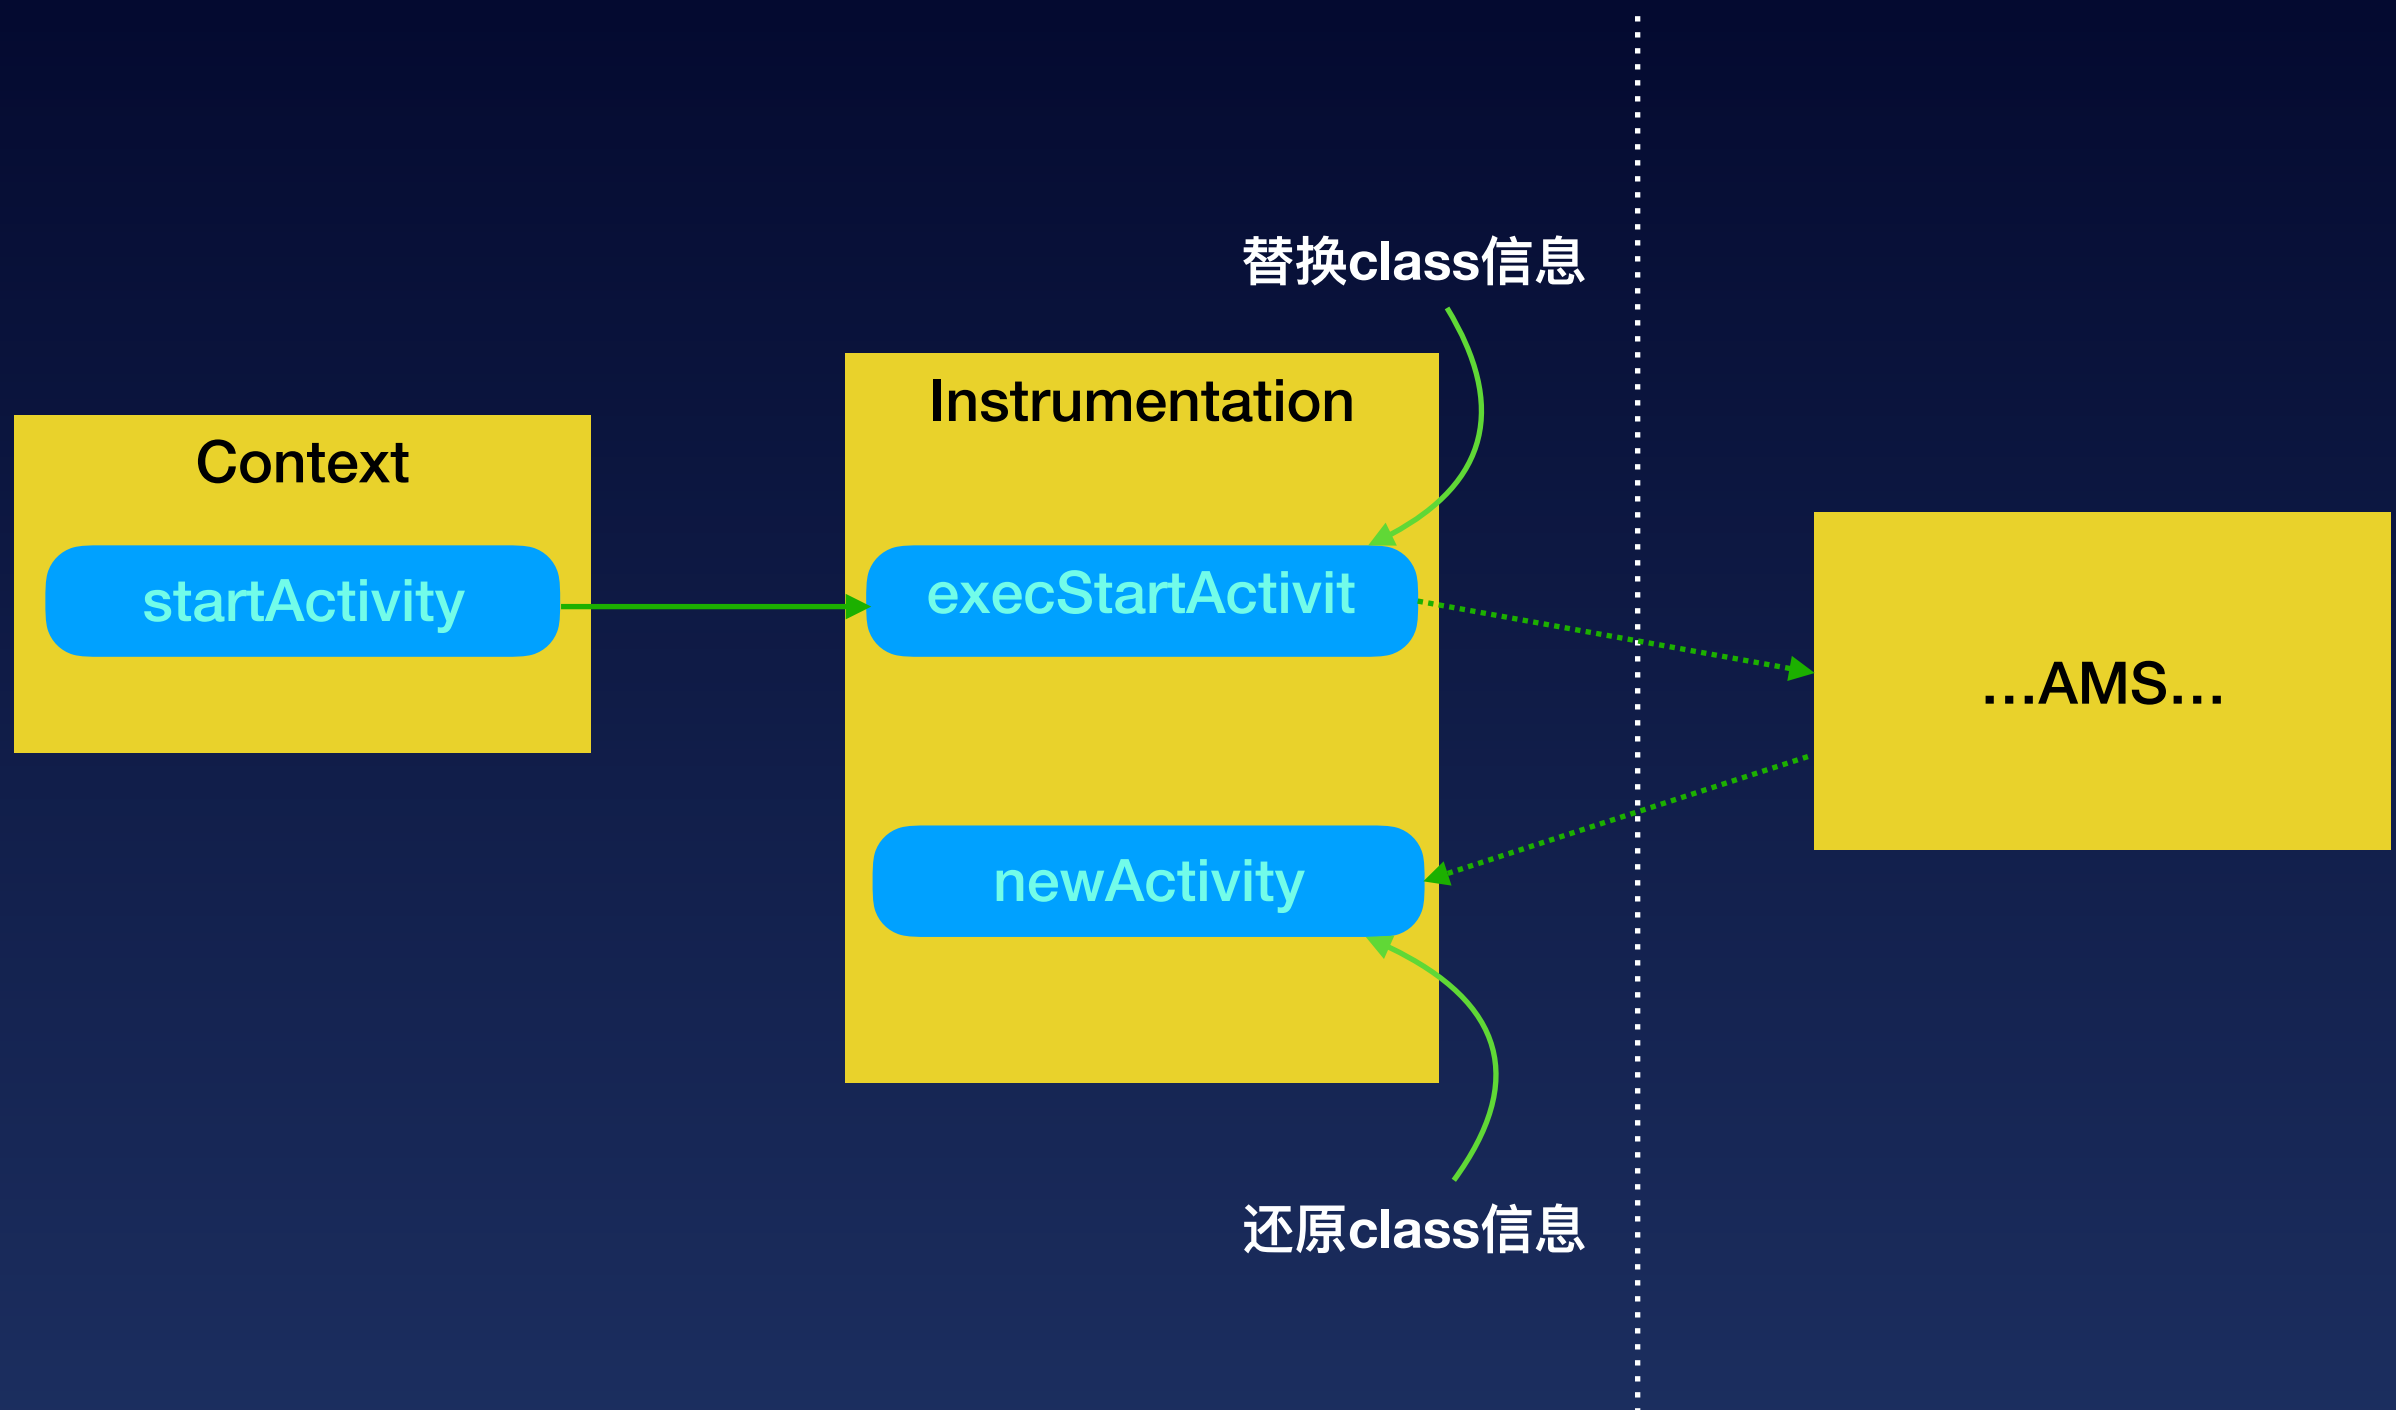 替换class信息
Instrumentation
Context
startActivity
execStartActivit
...AMS...
newActivity
还原class信息